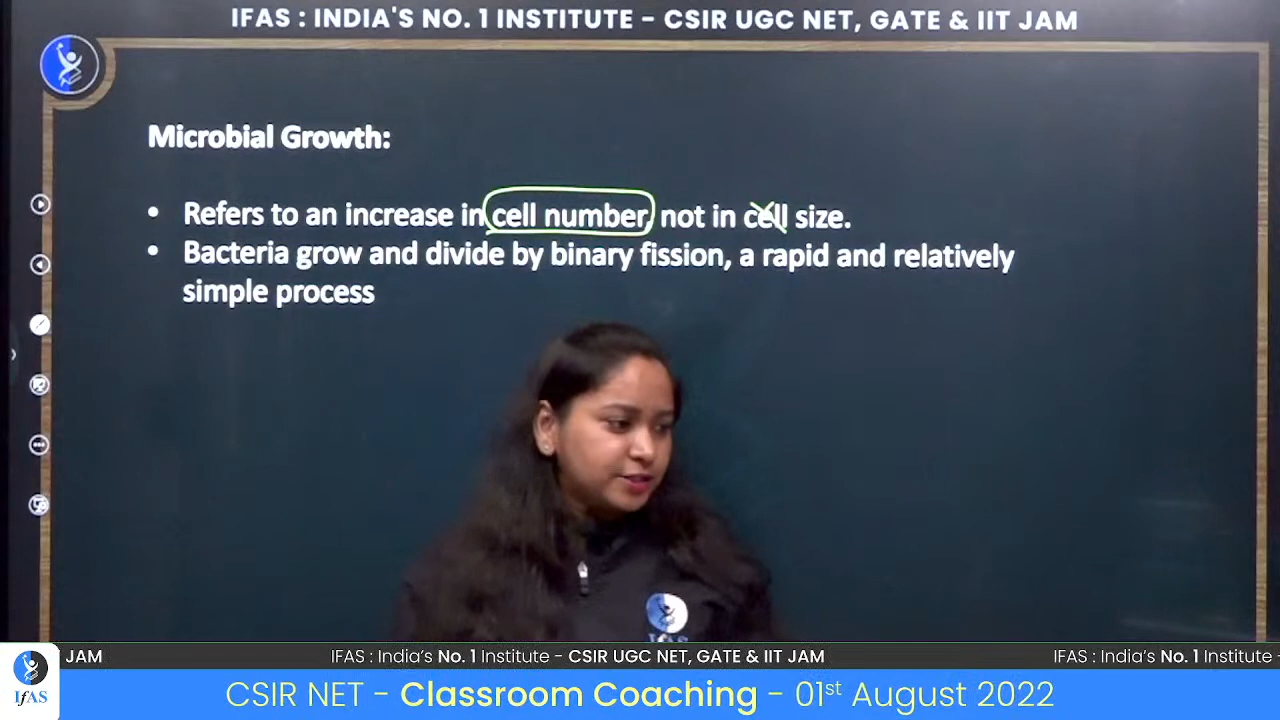 IFAS : INDIA'S NO. 1 INSTITUTE - CSIR UGC NET, GATE & IIT JAM
Microbial Growth:
• Refers to an increase in cell number, not in cell size.
• Bacteria grow and divide by binary fission, a rapid and relatively
simple process
IfAS
JAM IFAS : India's No. 1 Institute - CSIR UGC NET, GATE & IIT JAM IFAS : India's No. 1 Institute -
IfAS
CSIR NET - Classroom Coaching - 01st August 2022